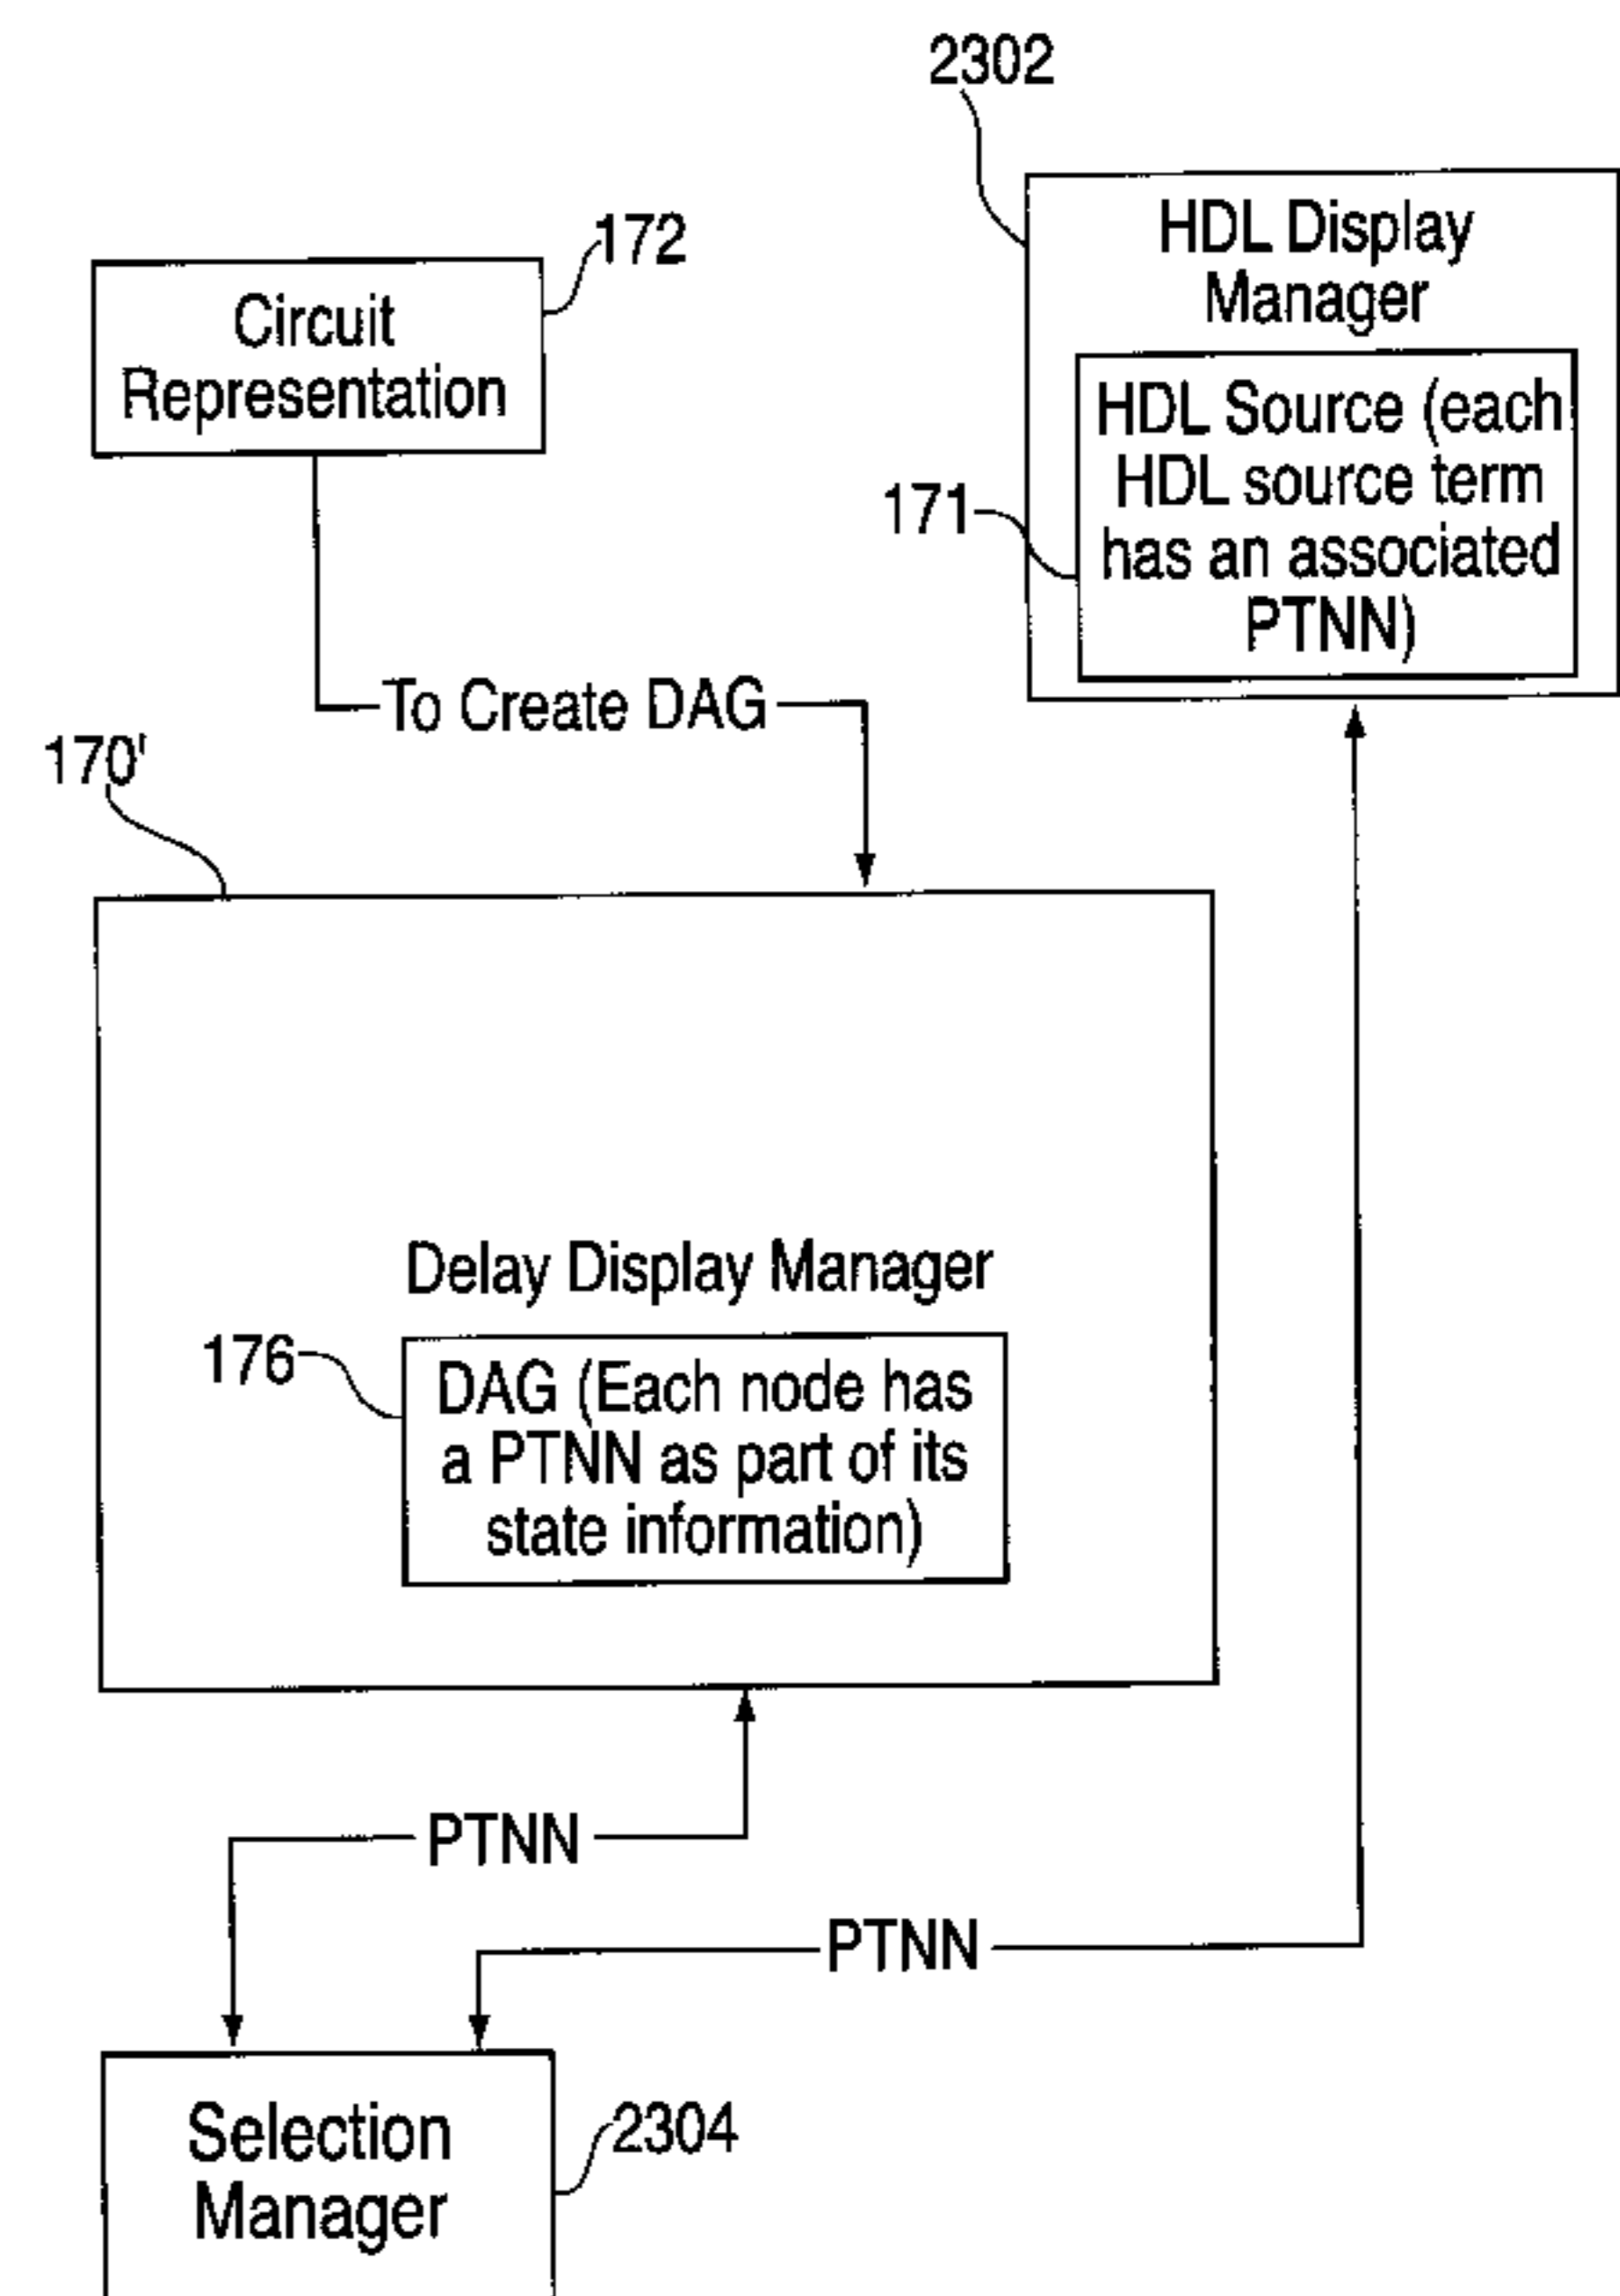 2302
172
Circuit
Representation
HDL Display
Manager
171
HDL Source (each
HDL source term
has an associated
PTNN)
To Create DAG
170'
Delay Display Manager
176
DAG (Each node has
a PTNN as part of its
state information)
PTNN
PTNN
Selection
Manager
2304